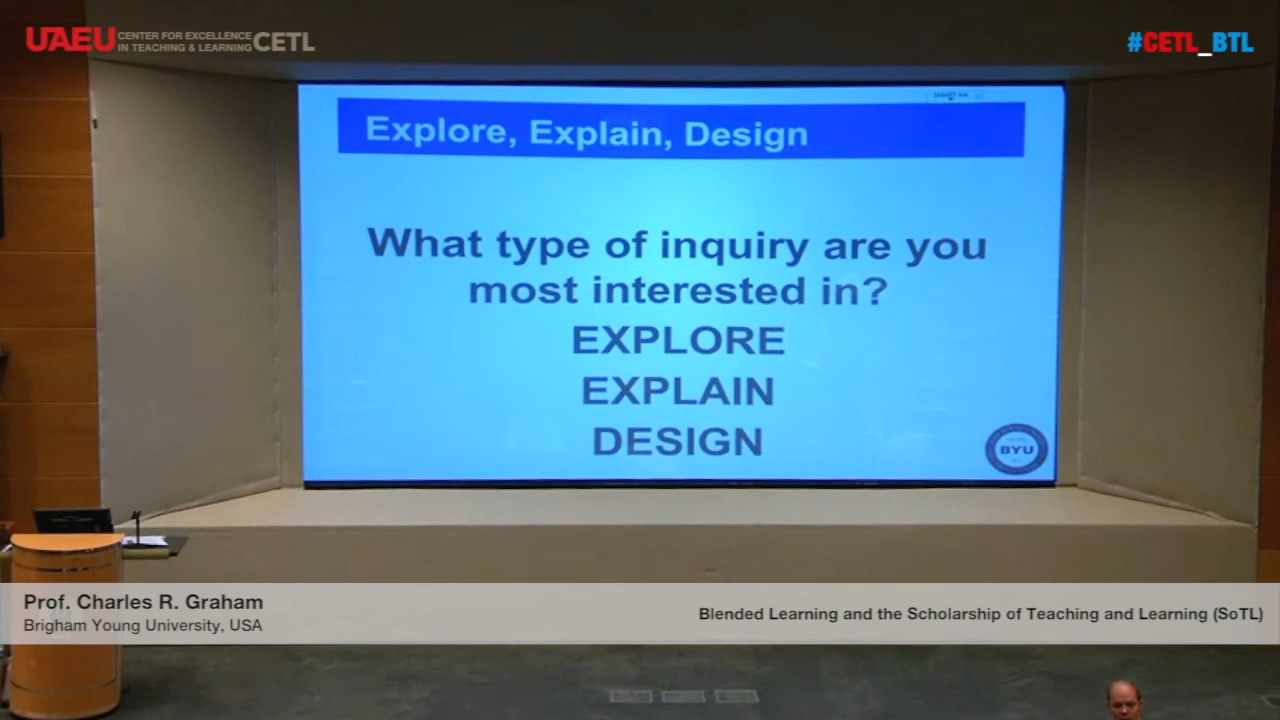 UAEU CENTER FOR EXCELLENCE
IN TEACHING & LEARNING CETL
#CETL_BTL
Explore, Explain, Design
What type of inquiry are you
most interested in?
EXPLORE
EXPLAIN
DESIGN
BYU
Prof. Charles R. Graham
Brigham Young University, USA
Blended Learning and the Scholarship of Teaching and Learning (SoTL)